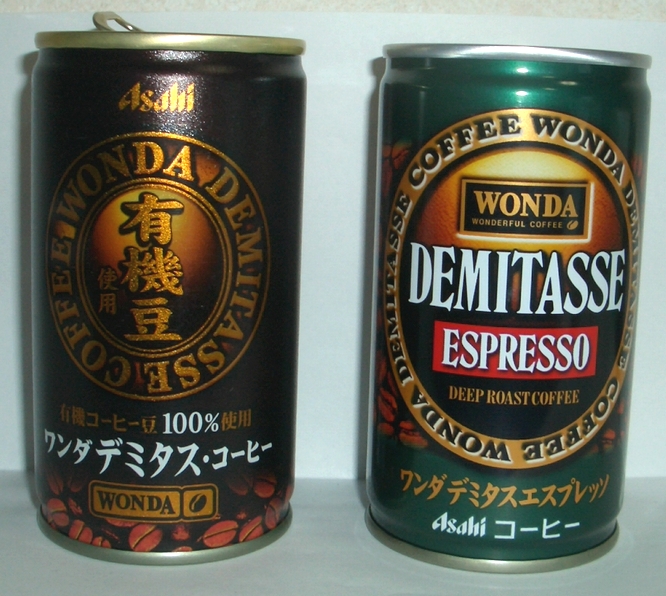 Asahi
WONDA DEMITASSE COFFEE
有機豆
使用
有機コーヒー豆100%使用
ワンダデミタス・コーヒー
WONDA
COFFEE WONDA DEMITASSE COFFEE WONDA DEMITASSE
WONDA
WONDERFUL COFFEE
DEMITASSE
ESPRESSO
DEEP ROAST COFFEE
ワンダデミタスエスプレッソ
Asahi コーヒー